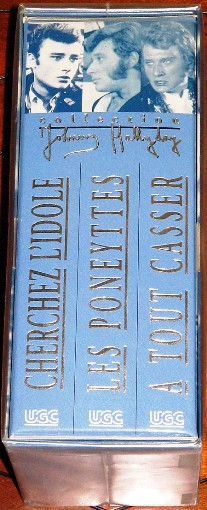 collection
Johnny Hallyday
CHERCHEZ L'IDOLE
LES PONEYTTES
A TOUT CASSER
UGC
UGC
UGC